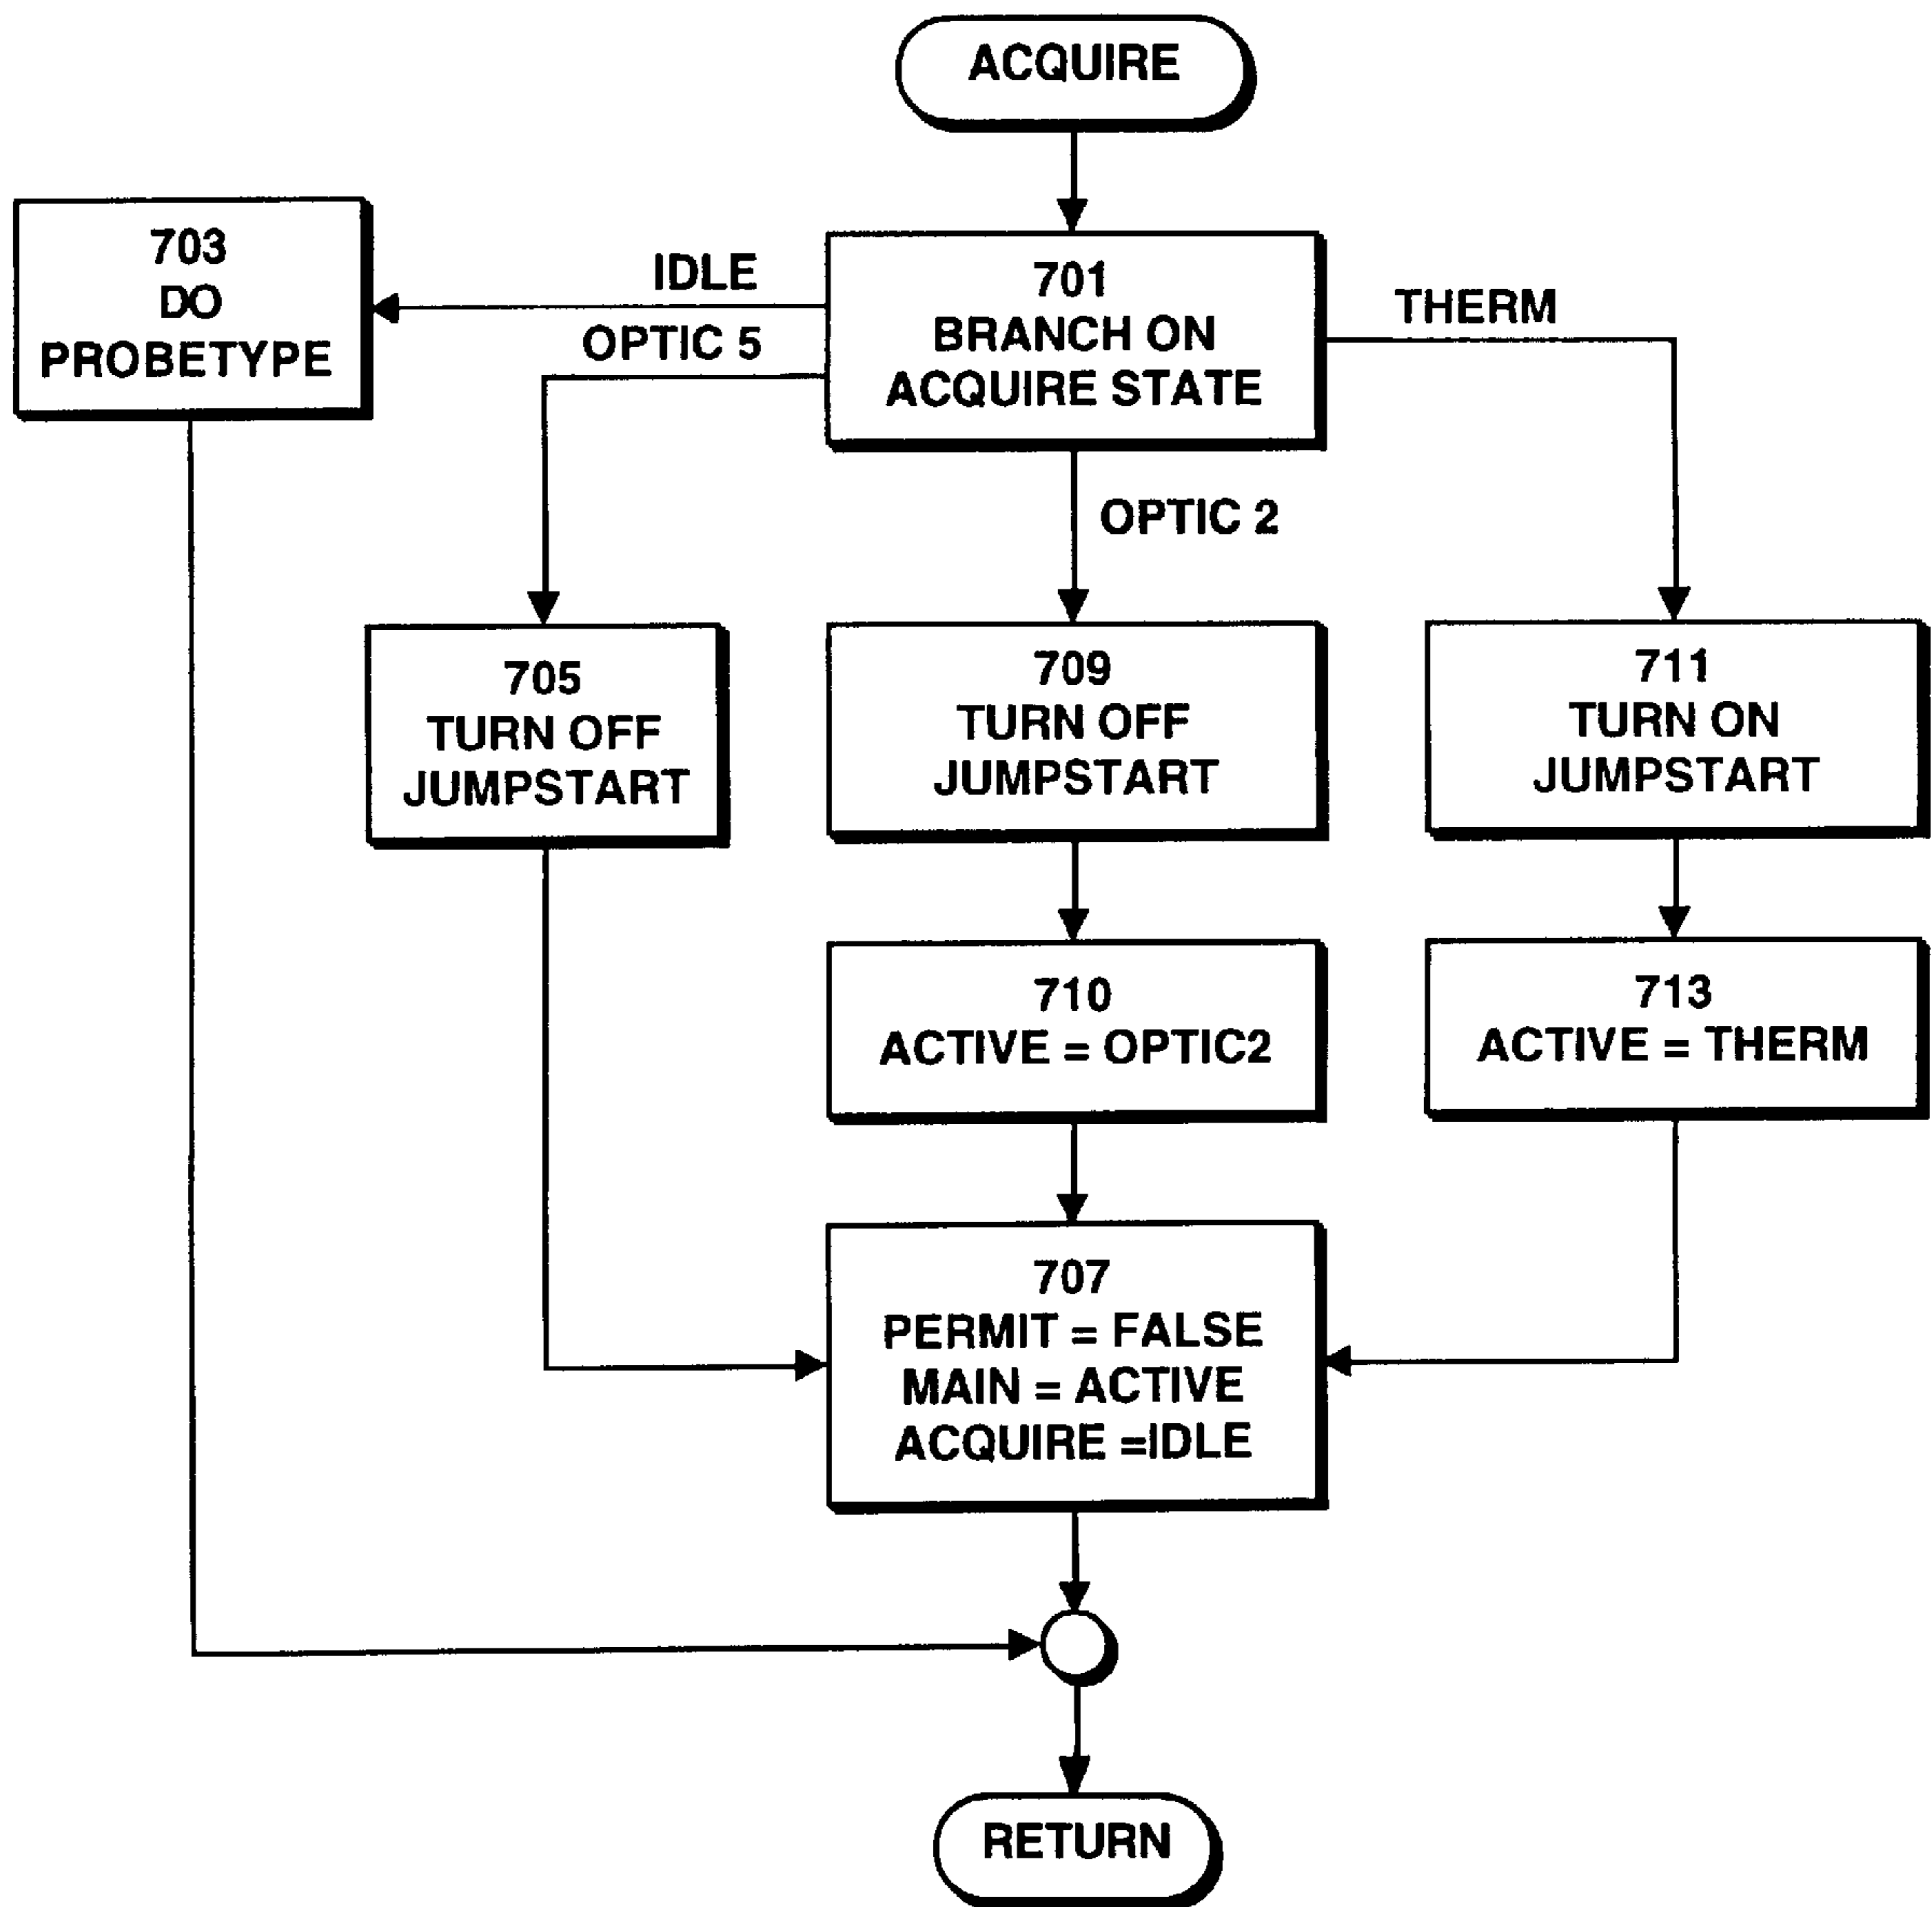 ACQUIRE
703
DO
PROBETYPE
IDLE
OPTIC 5
701
BRANCH ON
ACQUIRE STATE
THERM
OPTIC 2
705
TURN OFF
JUMPSTART
709
TURN OFF
JUMPSTART
711
TURN ON
JUMPSTART
710
ACTIVE = OPTIC2
713
ACTIVE = THERM
707
PERMIT = FALSE
MAIN = ACTIVE
ACQUIRE =IDLE
RETURN